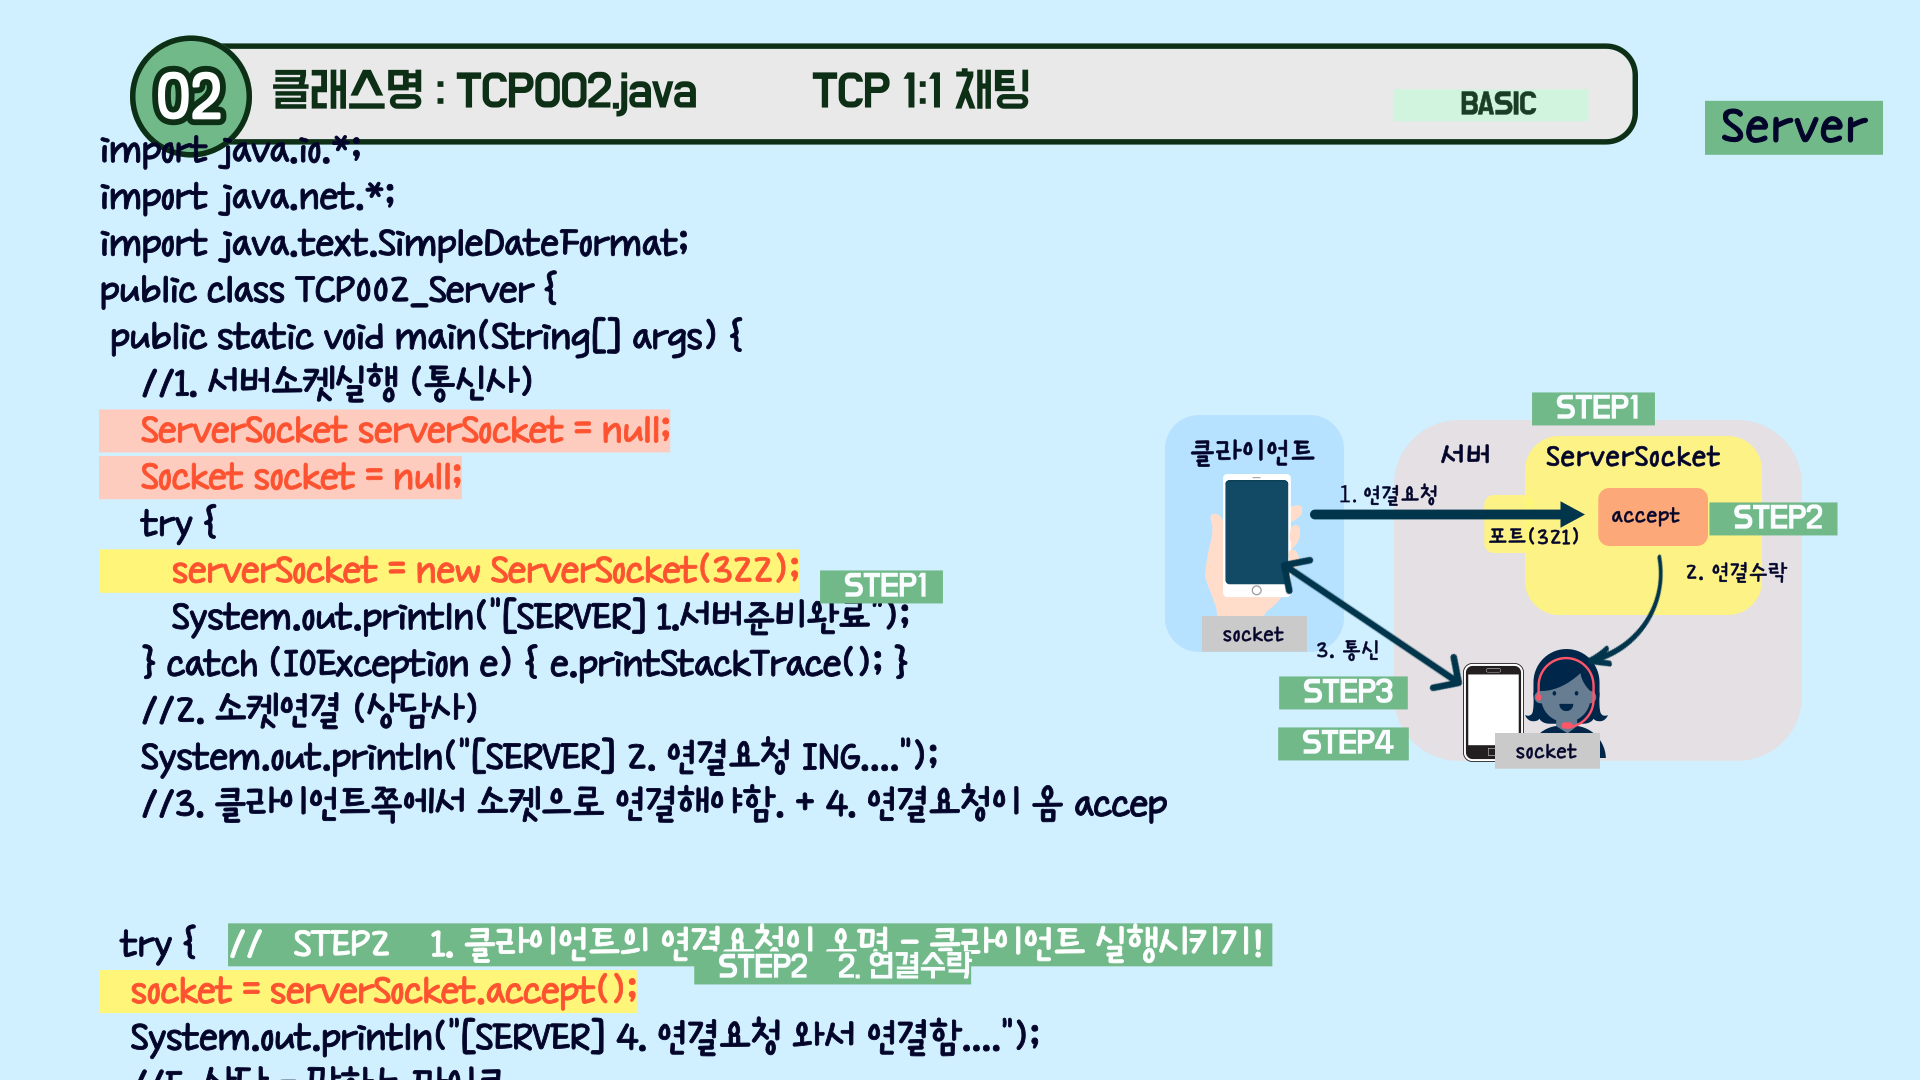 02 클래스명 : TCP002.java TCP 1:1 채팅 BASIC
Server
import java.io.*;
import java.net.*;
import java.text.SimpleDateFormat;
public class TCP002_Server {
public static void main(String[] args) {
//1. 서버소켓실행 (통신사)
ServerSocket serverSocket = null;
Socket socket = null;
try {
serverSocket = new ServerSocket(322);
STEP1
System.out.println("[SERVER] 1.서버준비완료");
} catch (IOException e) { e.printStackTrace(); }
//2. 소켓연결 (상담사)
System.out.println("[SERVER] 2. 연결요청 ING....");
//3. 클라이언트쪽에서 소켓으로 연결해야함. + 4. 연결요청이 옴 accep
try { // STEP2 1. 클라이언트의 연결요청이 오면 - 클라이언트 실행시키기!
STEP2 2. 연결수락
socket = serverSocket.accept();
System.out.println("[SERVER] 4. 연결요청 와서 연결함....");
STEP1
클라이언트
서버
ServerSocket
1. 연결요청
accept
STEP2
포트(321)
2. 연결수락
socket
3. 통신
STEP3
STEP4
socket